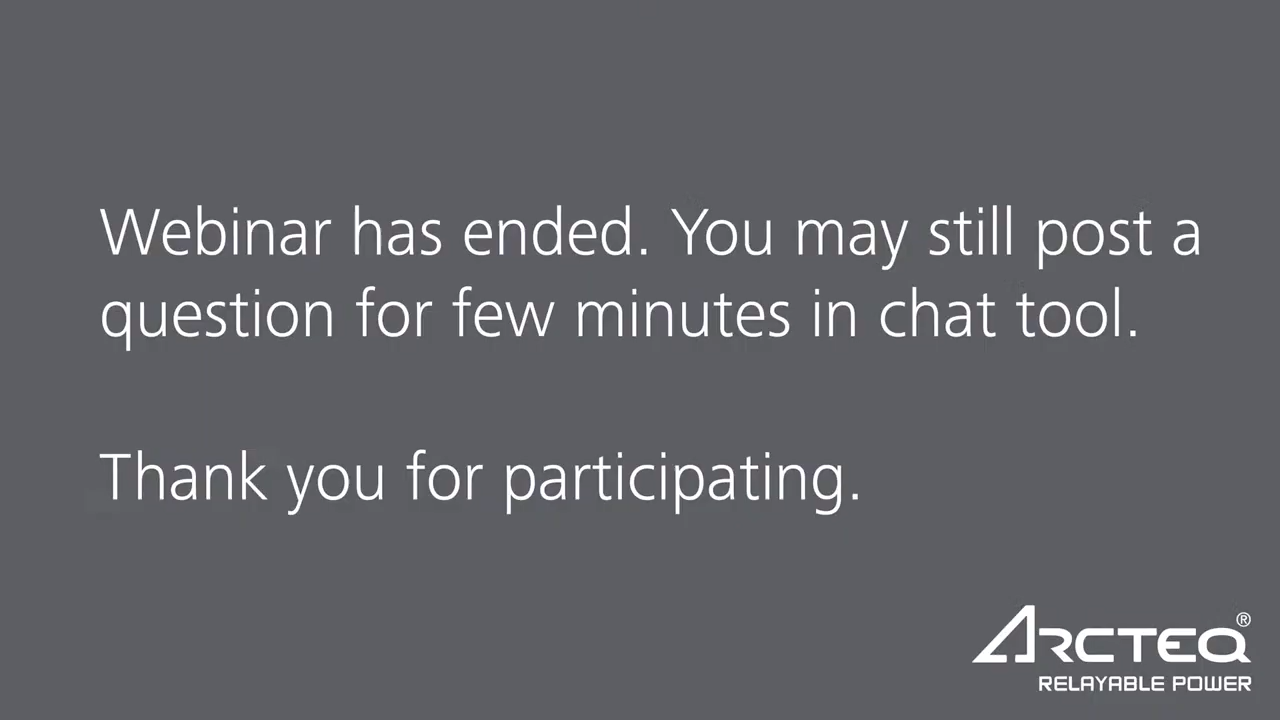 Webinar has ended. You may still post a
question for few minutes in chat tool.
Thank you for participating.
ARCTEQ®
RELAYABLE POWER